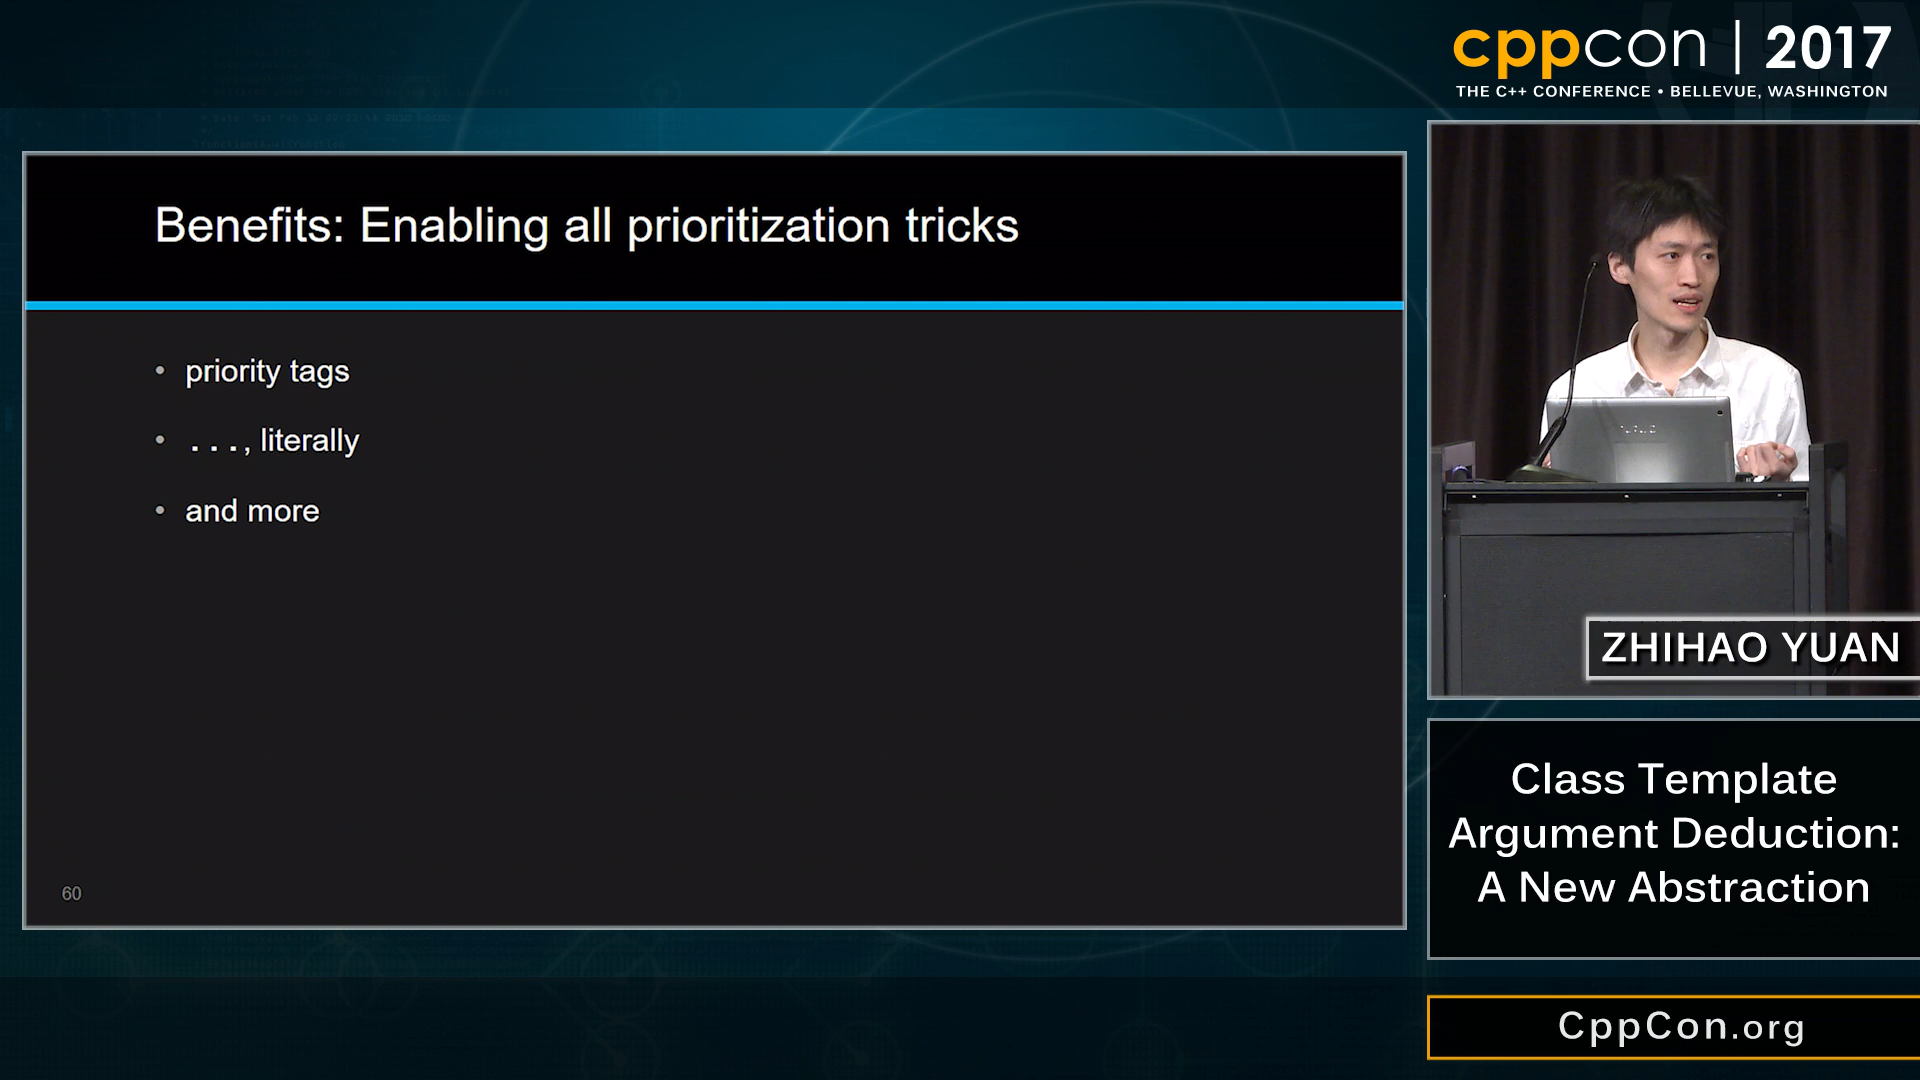 cppcon | 2017
THE C++ CONFERENCE • BELLEVUE, WASHINGTON
Benefits: Enabling all prioritization tricks
• priority tags
• ..., literally
• and more
60
ZHIHAO YUAN
Class Template
Argument Deduction:
A New Abstraction
CppCon.org